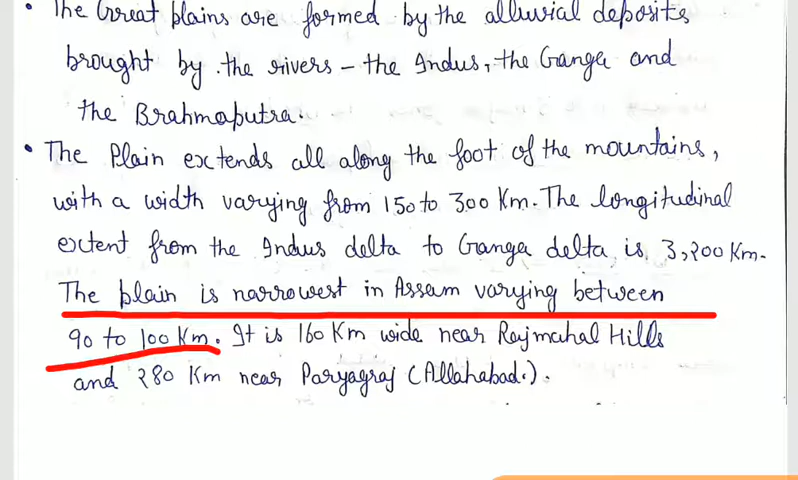 • The Great plains are formed by the alluvial deposits
brought by the rivers – the Indus, the Ganga and
the Brahmaputra.
• The Plain extends all along the foot of the mountains,
with a width varying from 150 to 300 Km. The longitudinal
extent from the Indus delta to Ganga delta, is 3,200 Km.
The plain is narrowest in Assam varying between
90 to 100 Km. It is 160 Km wide near Rajmahal Hills
and 280 Km near Paryagraj (Allahabad.).